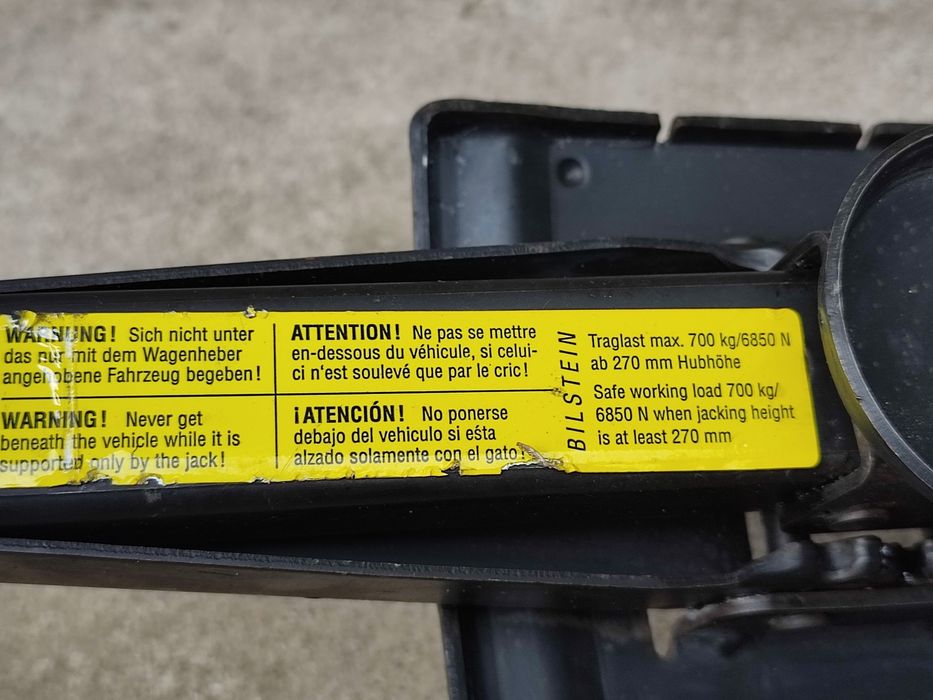 WARNUNG! Sich nicht unter
das nur mit dem Wagenheber
angehobene Fahrzeug begeben!
WARNING! Never get
beneath the vehicle while it is
supported only by the jack!
ATTENTION! Ne pas se mettre
en-dessous du véhicule, si celui-
ci n'est soulevé que par le cric!
¡ATENCIÓN! No ponerse
debajo del vehiculo si eśta
alzado solamente con el gato!
BILSTEIN
Traglast max. 700 kg/6850 N
ab 270 mm Hubhöhe
Safe working load 700 kg/
6850 N when jacking height
is at least 270 mm